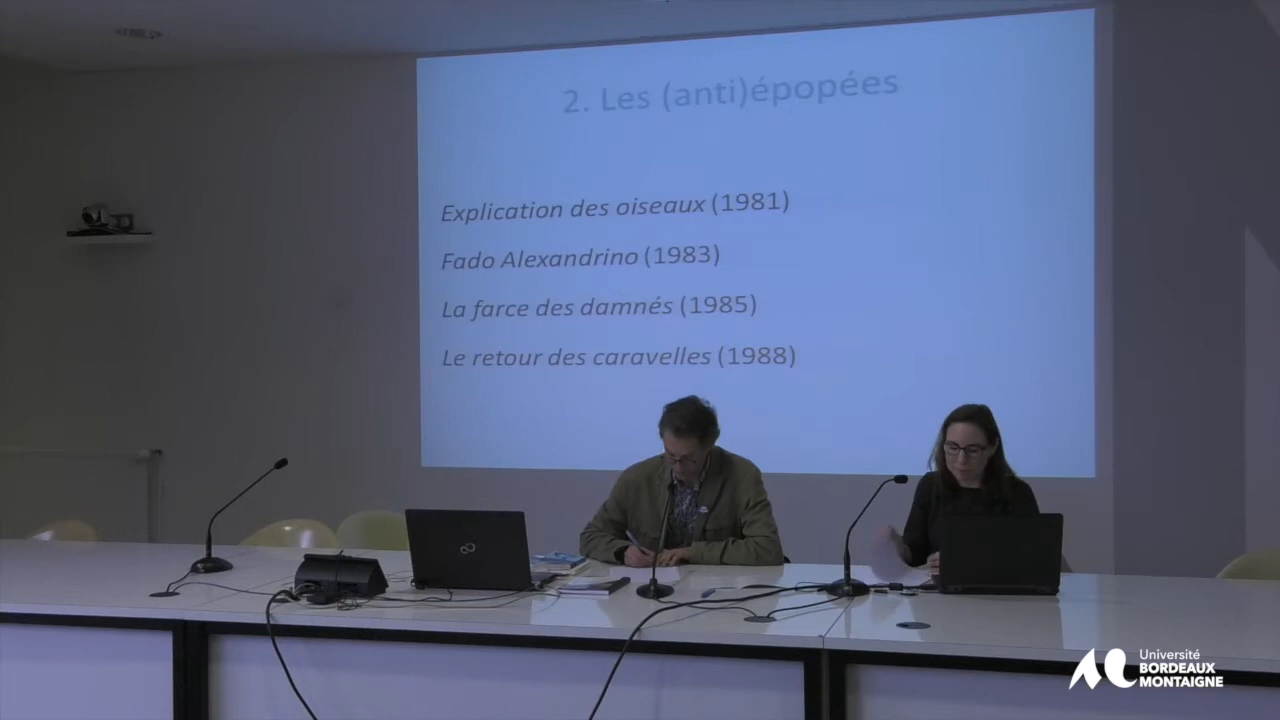 2. Les (anti)épopées
Explication des oiseaux (1981)
Fado Alexandrino (1983)
La farce des damnés (1985)
Le retour des caravelles (1988)
Université
BORDEAUX
MONTAIGNE